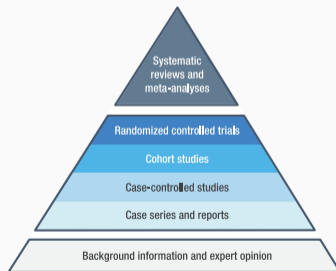 Systematic
reviews and
meta-analyses
Randomized controlled trials
Cohort studies
Case-controlled studies
Case series and reports
Background information and expert opinion